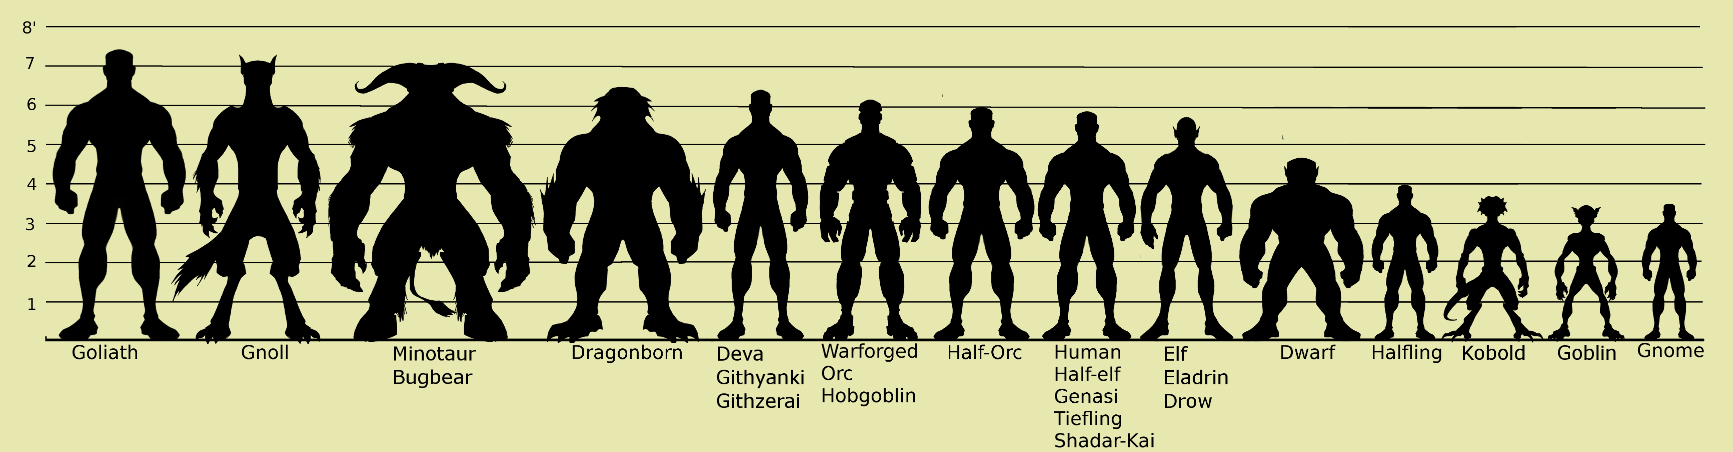 8'
7
6
5
4
3
2
1
Goliath
Gnoll
Minotaur
Bugbear
Dragonborn
Deva
Githyanki
Githzerai
Warforged
Orc
Hobgoblin
Half-Orc
Human
Half-elf
Genasi
Tiefling
Shadar-Kai
Elf
Eladrin
Drow
Dwarf
Halfling
Kobold
Goblin
Gnome